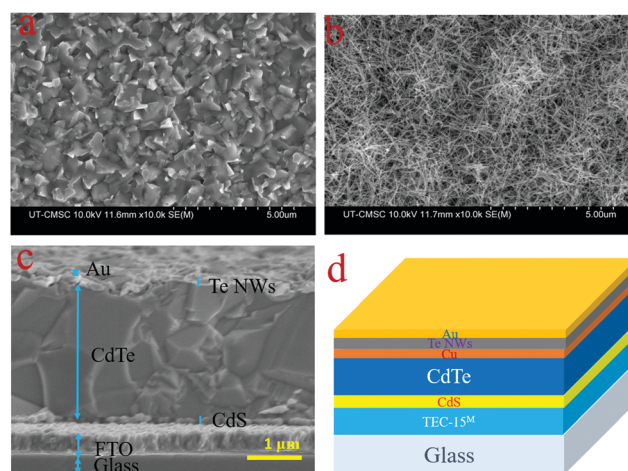 a
UT-CMSC 10.0kV 11.6mm x10.0k SE(M)
5.00um
b
UT-CMSC 10.0kV 11.7mm x10.0k SE(M)
5.00um
c
Au
Te NWs
CdTe
CdS
FTO
Glass
1 μm
d
Au
Te NWs
Cu
CdTe
CdS
TEC-15ᴹ
Glass